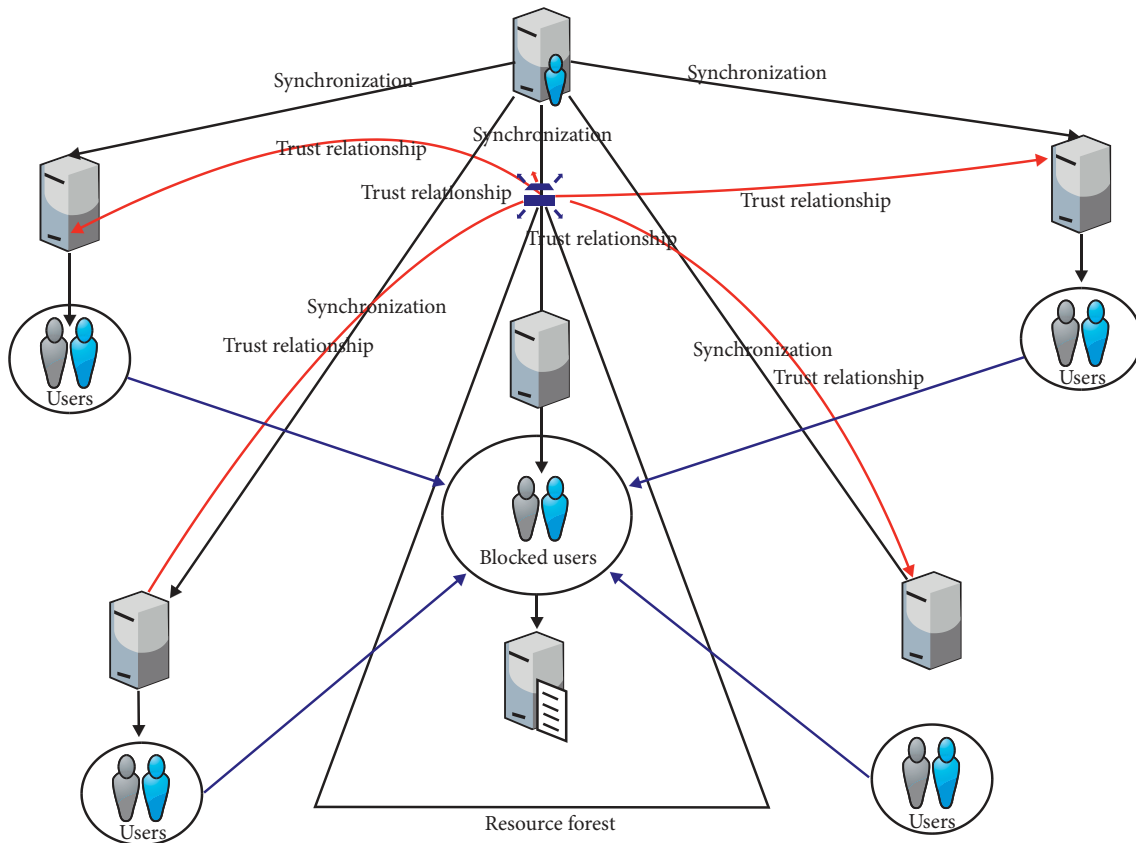 Synchronization
Synchronization
Synchronization
Trust relationship
Trust relationship
Trust relationship
Trust relationship
Synchronization
Trust relationship
Synchronization
Trust relationship
Users
Users
Blocked users
Users
Users
Resource forest